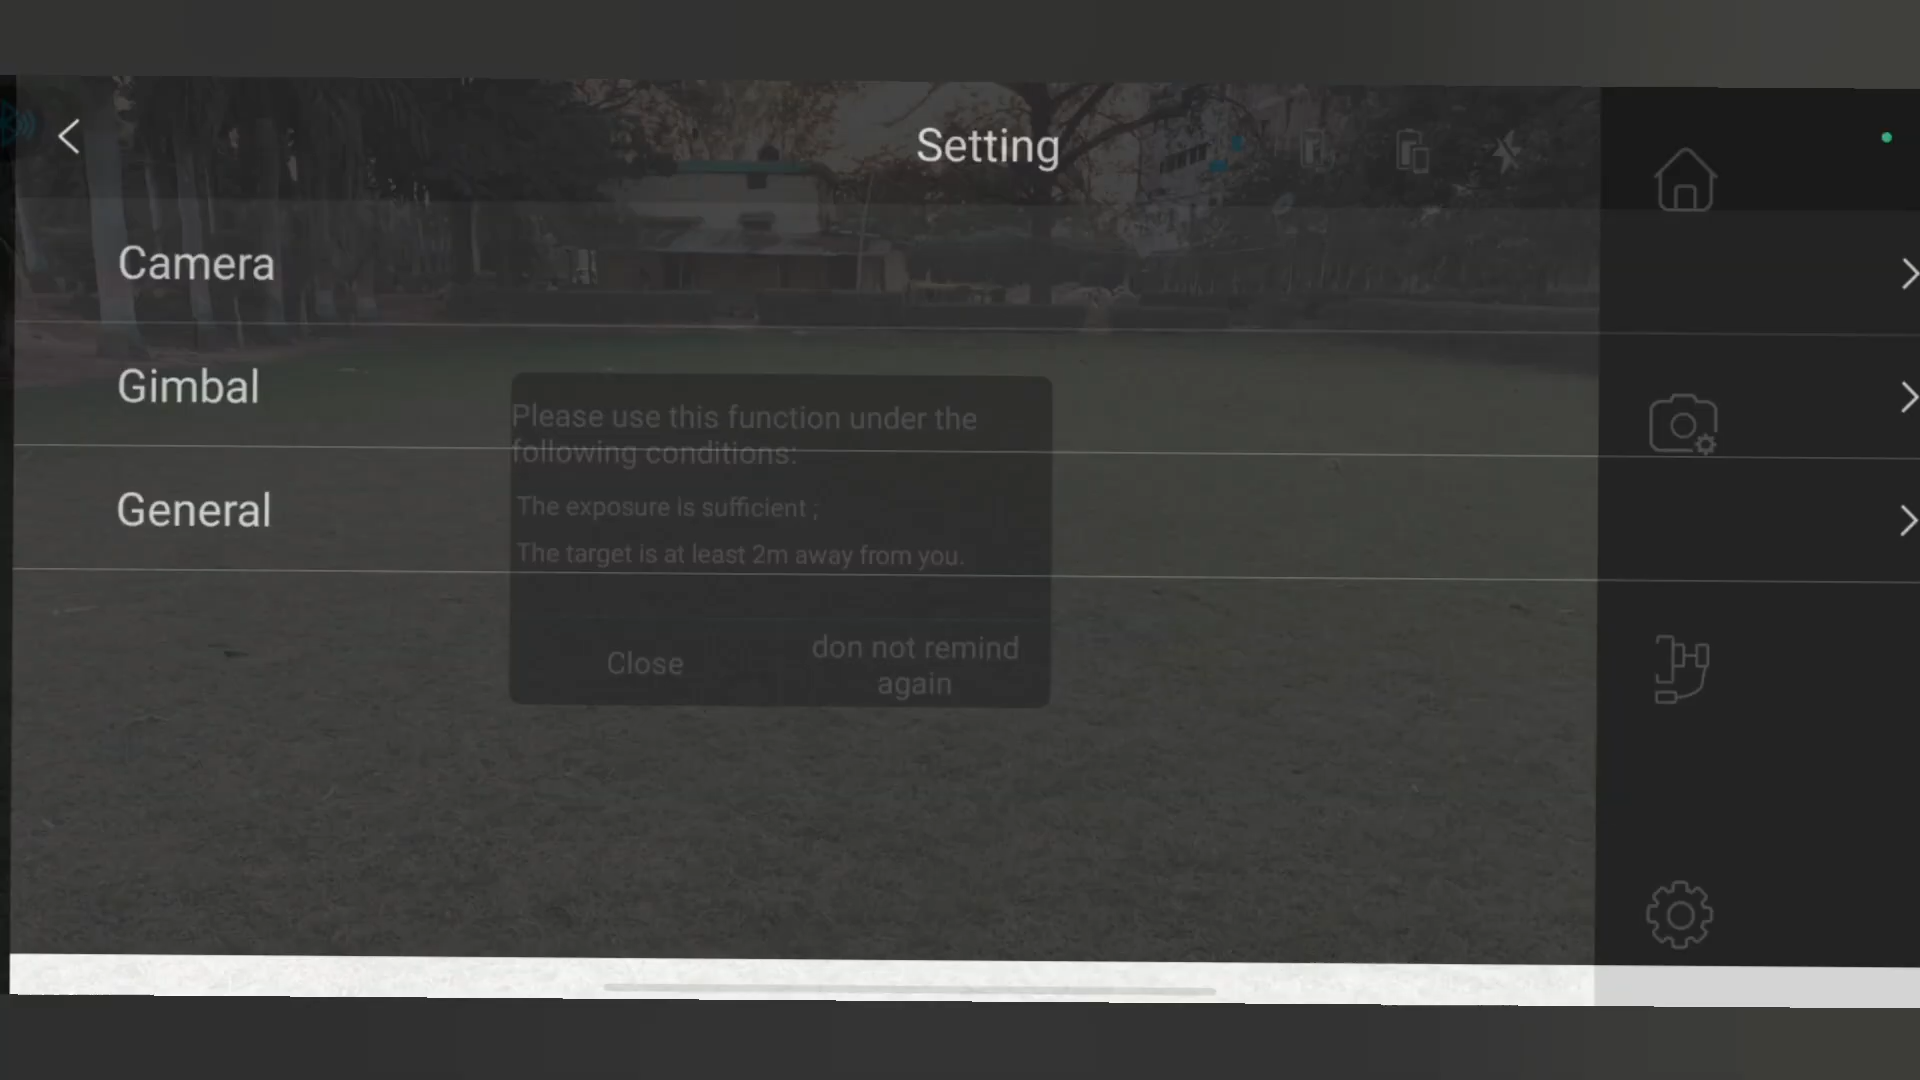 Setting
Camera
Gimbal
General
Please use this function under the
following conditions:
The exposure is sufficient ;
The target is at least 2m away from you.
Close
don not remind
again